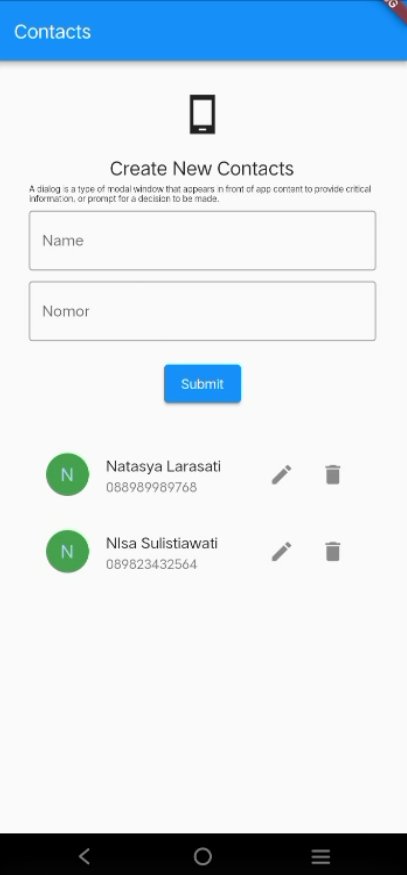 Contacts
Create New Contacts
A dialog is a type of modal window that appears in front of app content to provide critical
information, or prompt for a decision to be made.
Name
Nomor
Submit
N
Natasya Larasati
088989989768
N
NIsa Sulistiawati
089823432564